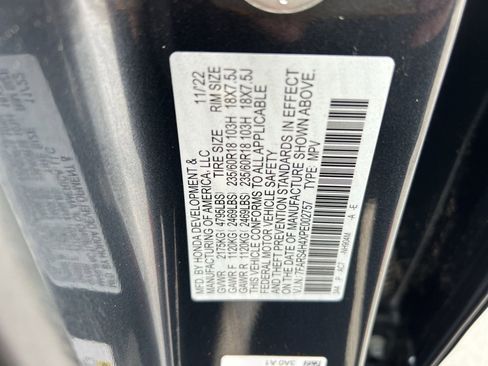 MFD. BY HONDA DEVELOPMENT & 11/22
MANUFACTURING OF AMERICA, LLC
TIRE SIZE RIM SIZE
GVWR 2175KG( 4795LBS)
GAWR F 1120KG( 2469LBS) 235/60R18 103H 18X7.5J
GAWR R 1120KG( 2469LBS) 235/60R18 103H 18X7.5J
THIS VEHICLE CONFORMS TO ALL APPLICABLE
FEDERAL MOTOR VEHICLE SAFETY
AND THEFT PREVENTION STANDARDS IN EFFECT
ON THE DATE OF MANUFACTURE SHOWN ABOVE.
V.I.N.: 7FARS4H4XPE002757 TYPE: MPV
3A0 A1